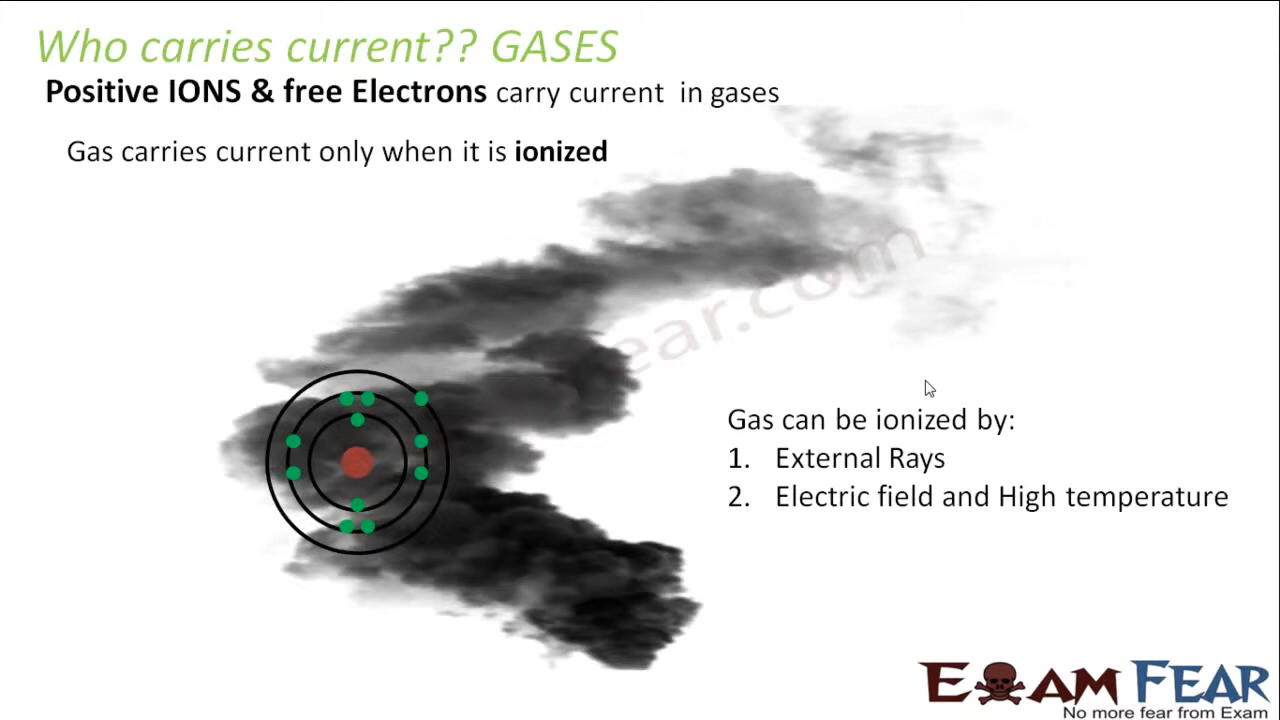 Who carries current?? GASES
Positive IONS & free Electrons carry current in gases
Gas carries current only when it is ionized
ear.com
Gas can be ionized by:
1. External Rays
2. Electric field and High temperature
EXAM FEAR
No more fear from Exam